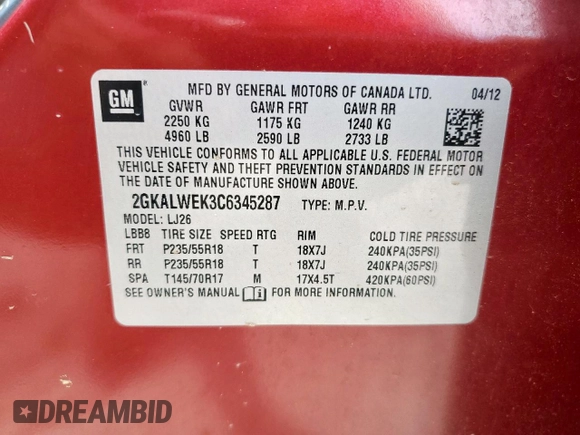 GM
MFD BY GENERAL MOTORS OF CANADA LTD. 04/12
GVWR GAWR FRT GAWR RR
2250 KG 1175 KG 1240 KG
4960 LB 2590 LB 2733 LB
THIS VEHICLE CONFORMS TO ALL APPLICABLE U.S. FEDERAL MOTOR
VEHICLE SAFETY AND THEFT PREVENTION STANDARDS IN EFFECT ON
THE DATE OF MANUFACTURE SHOWN ABOVE.
2GKALWEK3C6345287 TYPE: M.P.V.
MODEL: LJ26
LBB8 TIRE SIZE SPEED RTG RIM COLD TIRE PRESSURE
FRT P235/55R18 T 18X7J 240KPA(35PSI)
RR P235/55R18 T 18X7J 240KPA(35PSI)
SPA T145/70R17 M 17X4.5T 420KPA(60PSI)
SEE OWNER'S MANUAL FOR MORE INFORMATION.
DREAMBID